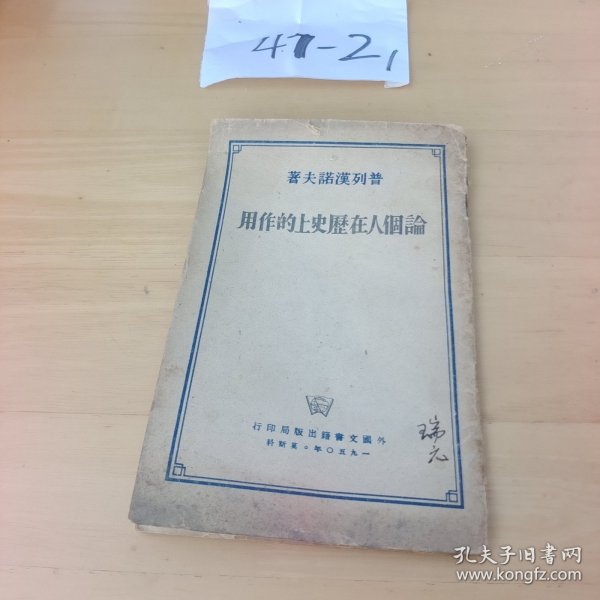 47-21
普列漢諾夫著
論個人在歷史上的作用
外國文書籍出版局印行
一九五〇年。莫斯科
瑞元
孔夫子旧书网
www.kongfz.com